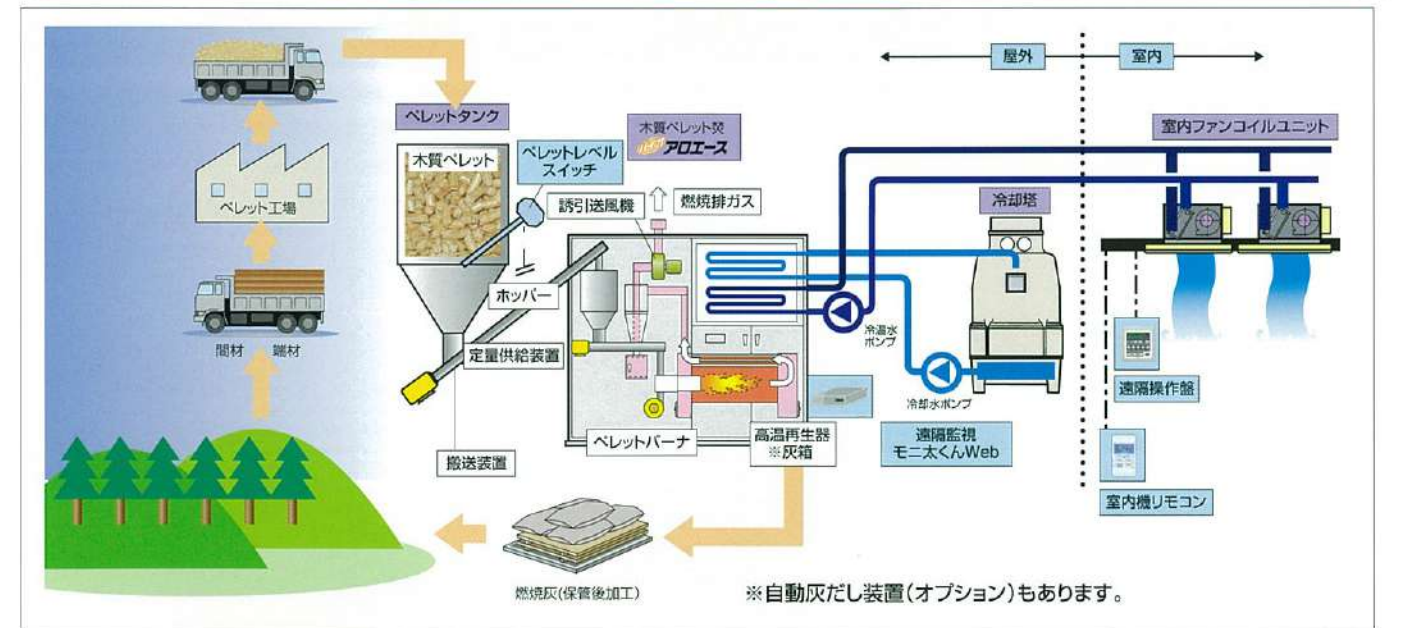 屋外
室内
ペレットタンク
木質ペレット焚
アロエース
室内ファンコイルユニット
木質ペレット
ペレットレベル
スイッチ
誘引送風機
燃焼排ガス
冷却塔
ペレット工場
ホッパー
冷温水
ポンプ
間材 端材
定量供給装置
遠隔操作盤
冷却水ポンプ
ペレットバーナ
高温再生器
※灰箱
遠隔監視
モニ太くんWeb
搬送装置
室内機リモコン
燃焼灰(保管後加工)
※自動灰だし装置(オプション)もあります。